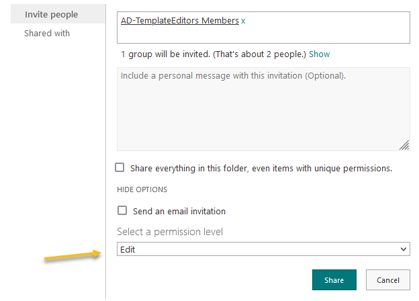 Invite people
Shared with
AD-TemplateEditors Members x
1 group will be invited. (That's about 2 people.) Show
Include a personal message with this invitation (Optional).
Share everything in this folder, even items with unique permissions.
HIDE OPTIONS
Send an email invitation
Select a permission level
Edit
Share
Cancel